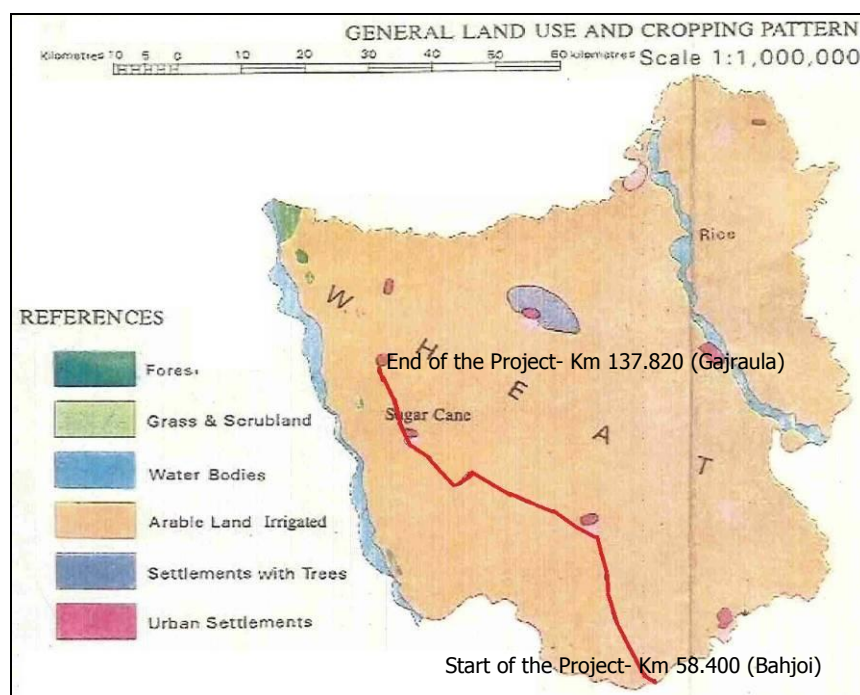 GENERAL LAND USE AND CROPPING PATTERN
Kilometres 10 5 0 10 20 30 40 50 60 kilometres Scale 1:1,000,000
Rice
WHEAT
REFERENCES
End of the Project- Km 137.820 (Gajraula)
Fores
Sugar Cane
Grass & Scrubland
Water Bodies
Arable Land Irrigated
Settlements with Trees
Urban Settlements
Start of the Project- Km 58.400 (Bahjoi)